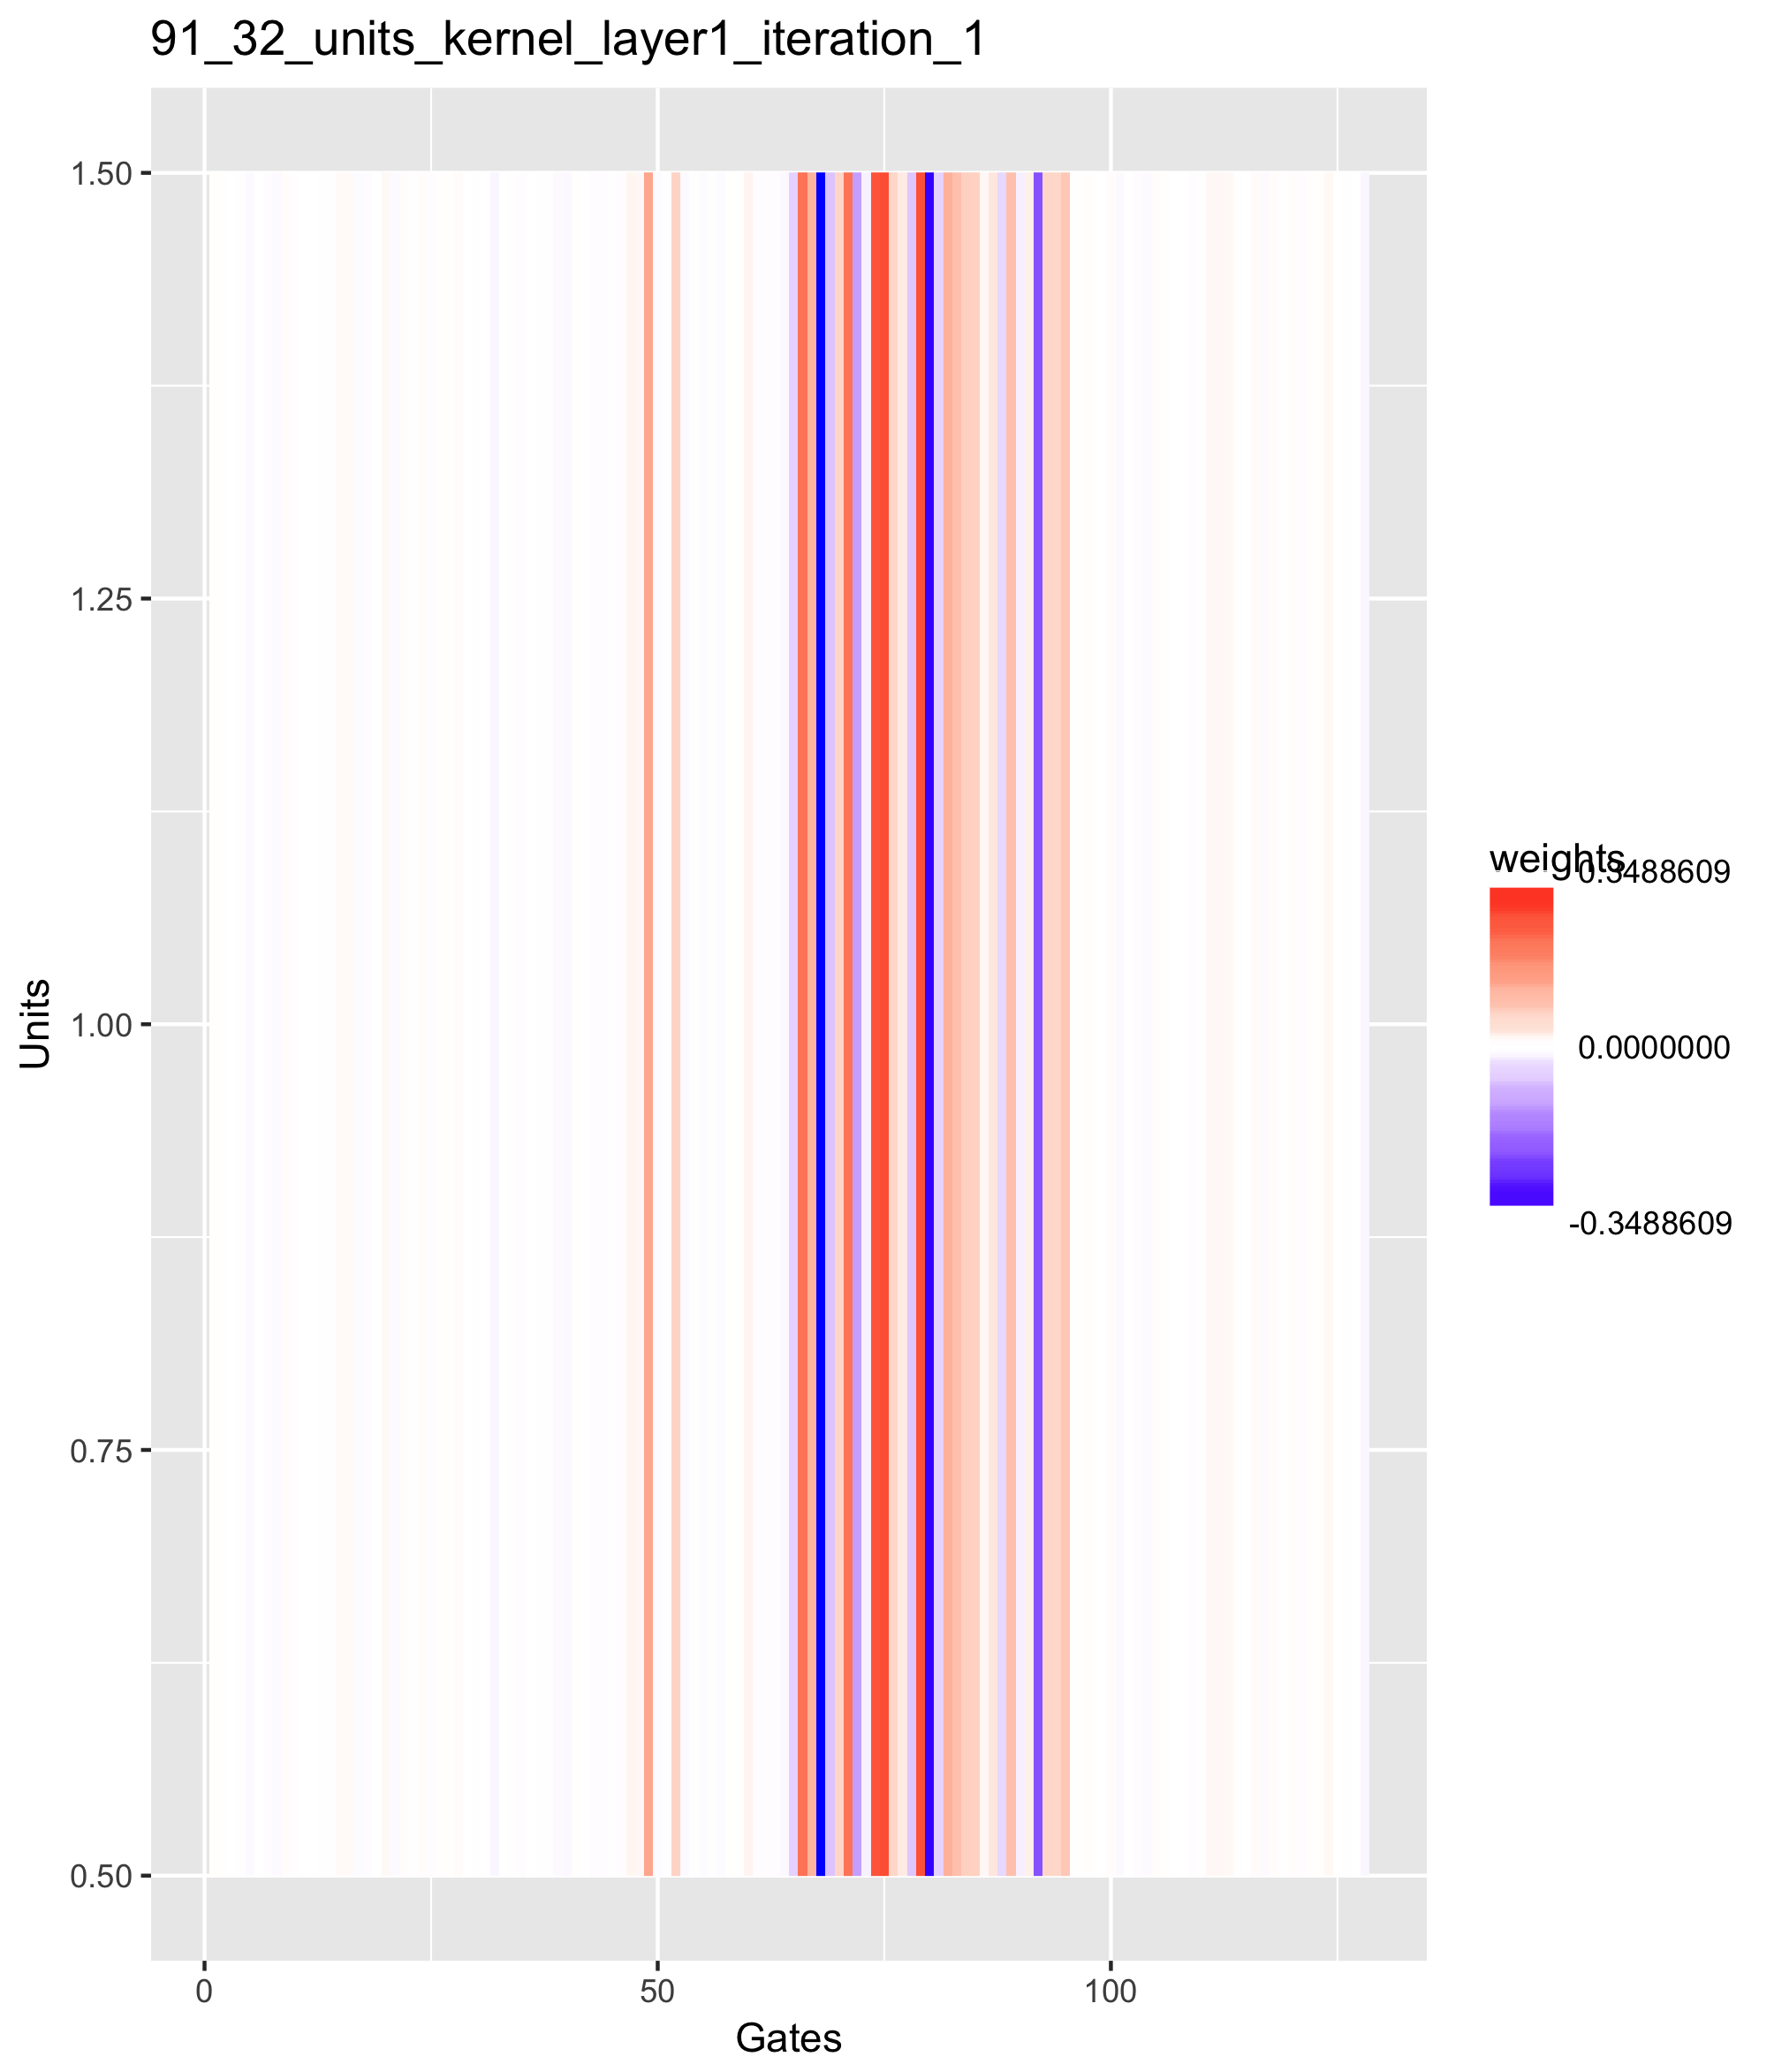 91_32_units_kernel_layer1_iteration_1
1.50
1.25
1.00
0.75
0.50
Units
0
50
100
Gates
weights
0.3488609
0.0000000
-0.3488609